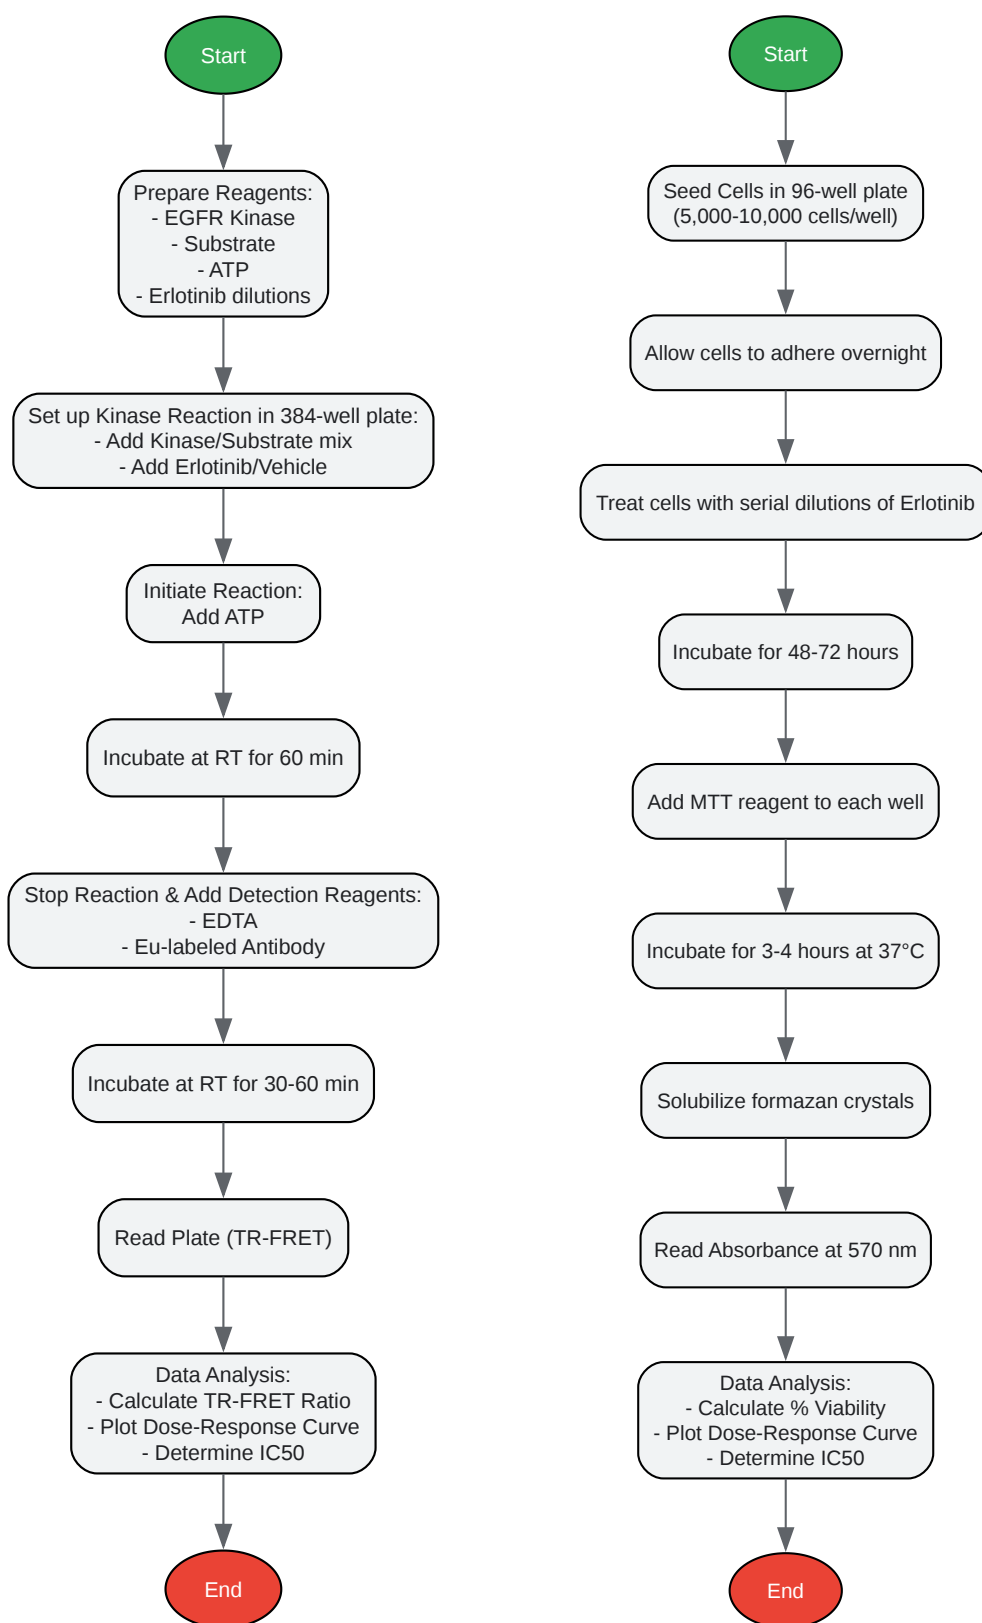 Start
Prepare Reagents:
- EGFR Kinase
- Substrate
- ATP
- Erlotinib dilutions
Set up Kinase Reaction in 384-well plate:
- Add Kinase/Substrate mix
- Add Erlotinib/Vehicle
Initiate Reaction:
Add ATP
Incubate at RT for 60 min
Stop Reaction & Add Detection Reagents:
- EDTA
- Eu-labeled Antibody
Incubate at RT for 30-60 min
Read Plate (TR-FRET)
Data Analysis:
- Calculate TR-FRET Ratio
- Plot Dose-Response Curve
- Determine IC50
End
Start
Seed Cells in 96-well plate
(5,000-10,000 cells/well)
Allow cells to adhere overnight
Treat cells with serial dilutions of Erlotinib
Incubate for 48-72 hours
Add MTT reagent to each well
Incubate for 3-4 hours at 37°C
Solubilize formazan crystals
Read Absorbance at 570 nm
Data Analysis:
- Calculate % Viability
- Plot Dose-Response Curve
- Determine IC50
End